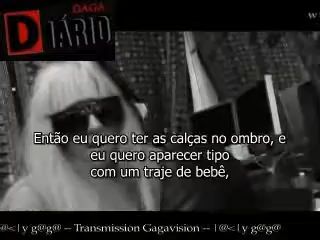 DAGA
w
DIÁRIO
Então eu quero ter as calças no ombro, e
eu quero aparecer tipo
com um traje de bebê,
@<|y g@g@ -- Transmission Gagavision -- |@<|y g@g@